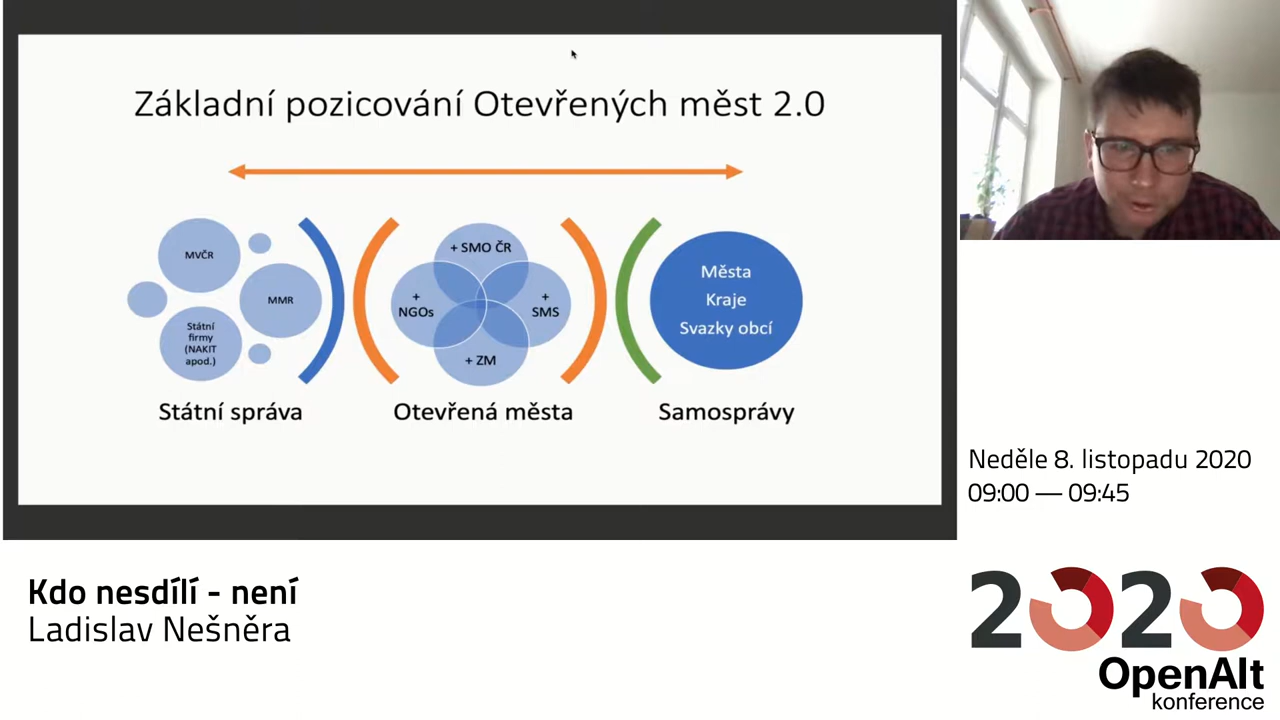 Základní pozicování Otevřených měst 2.0
MVČR
MMR
Státní
firmy
(NAKIT
apod.)
Státní správa
+ SMO ČR
+
NGOs
+
SMS
+ ZM
Otevřená města
Města
Kraje
Svazky obcí
Samosprávy
Neděle 8. listopadu 2020
09:00 — 09:45
Kdo nesdílí - není
Ladislav Nešněra
2020
OpenAlt
konference